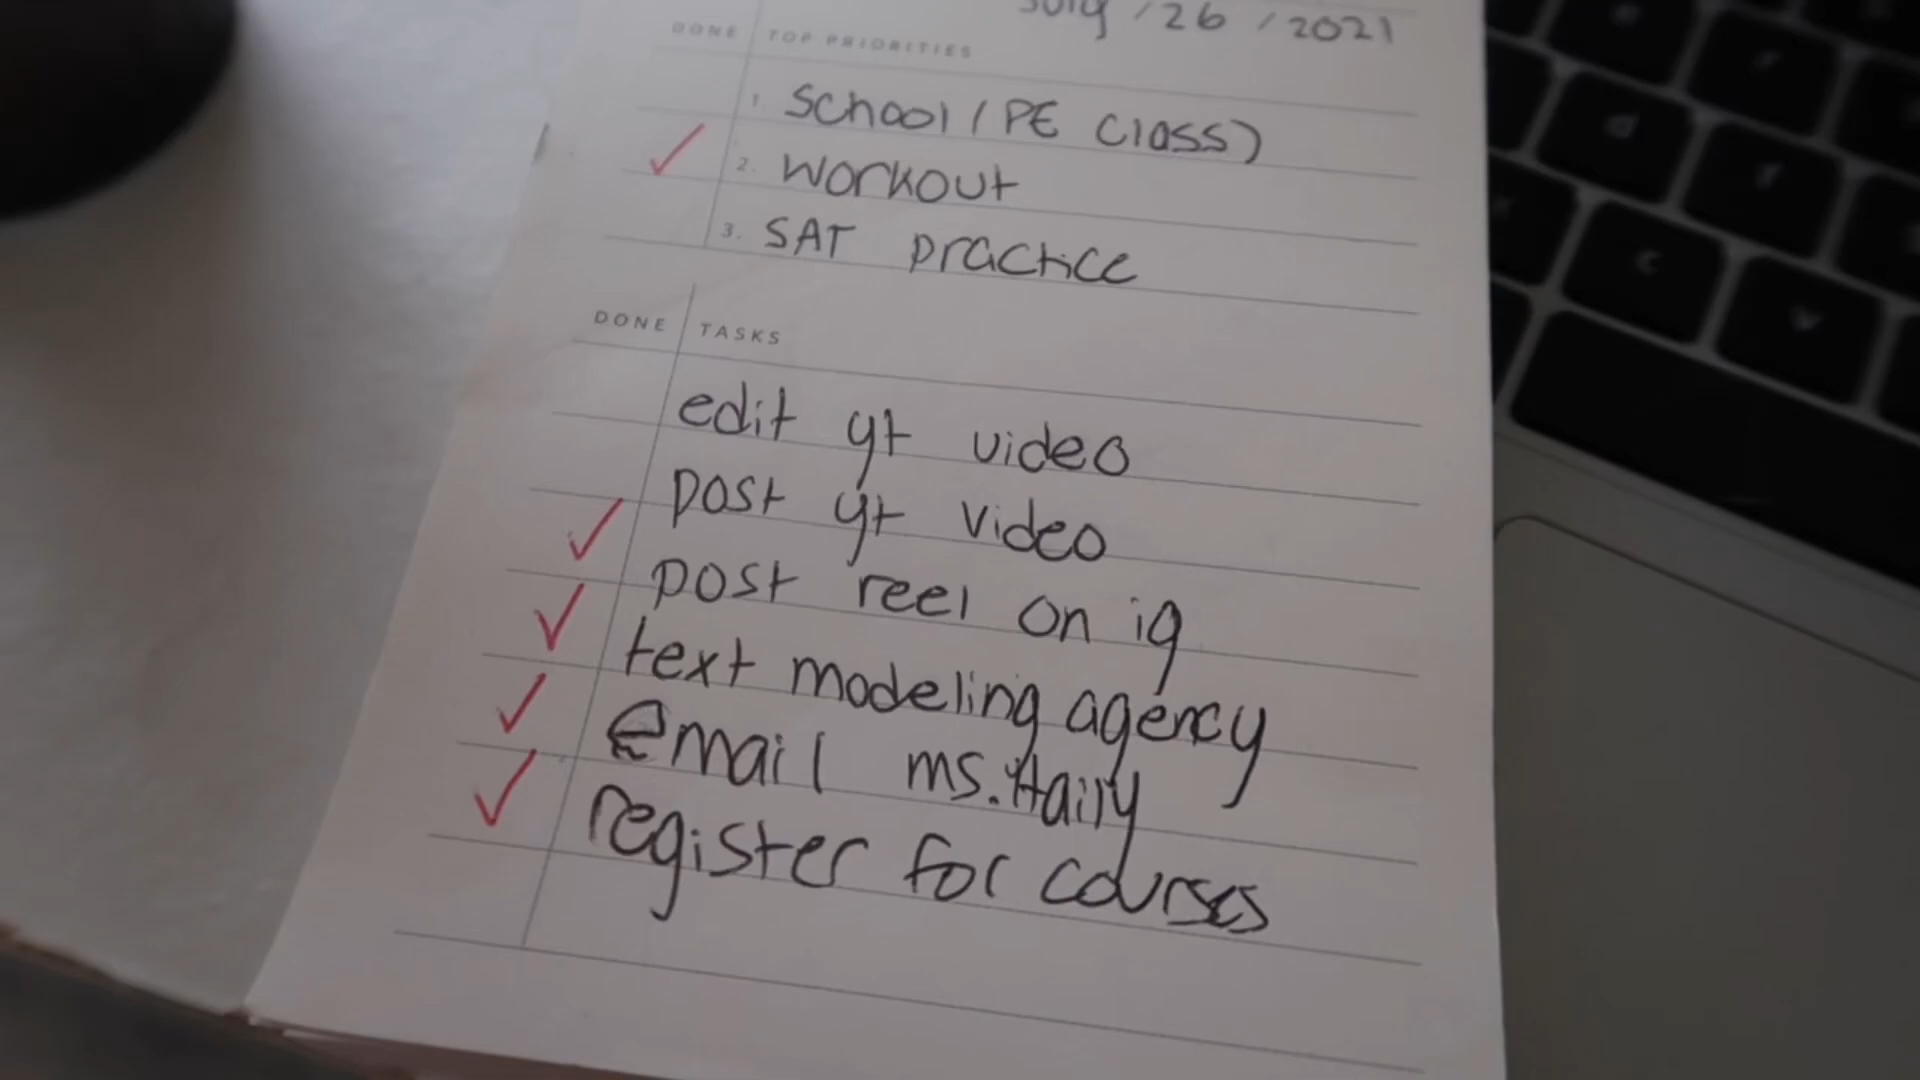 July / 26 / 2021
DONE TOP PRIORITIES
1. School / (PE Class)
✓ 2. Workout
3. SAT practice
DONE TASKS
edit yt video
post yt video
✓ post reel on ig
✓ text modeling agency
✓ email ms.
✓ register for courses